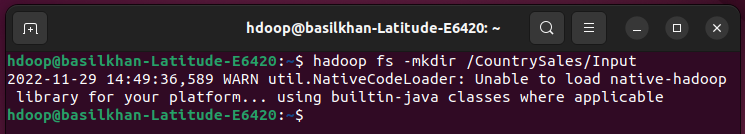 hdoop@basilkhan-Latitude-E6420: ~
hdoop@basilkhan-Latitude-E6420:~$ hadoop fs -mkdir /CountrySales/Input
2022-11-29 14:49:36,589 WARN util.NativeCodeLoader: Unable to load native-hadoop
 library for your platform... using builtin-java classes where applicable
hdoop@basilkhan-Latitude-E6420:~$